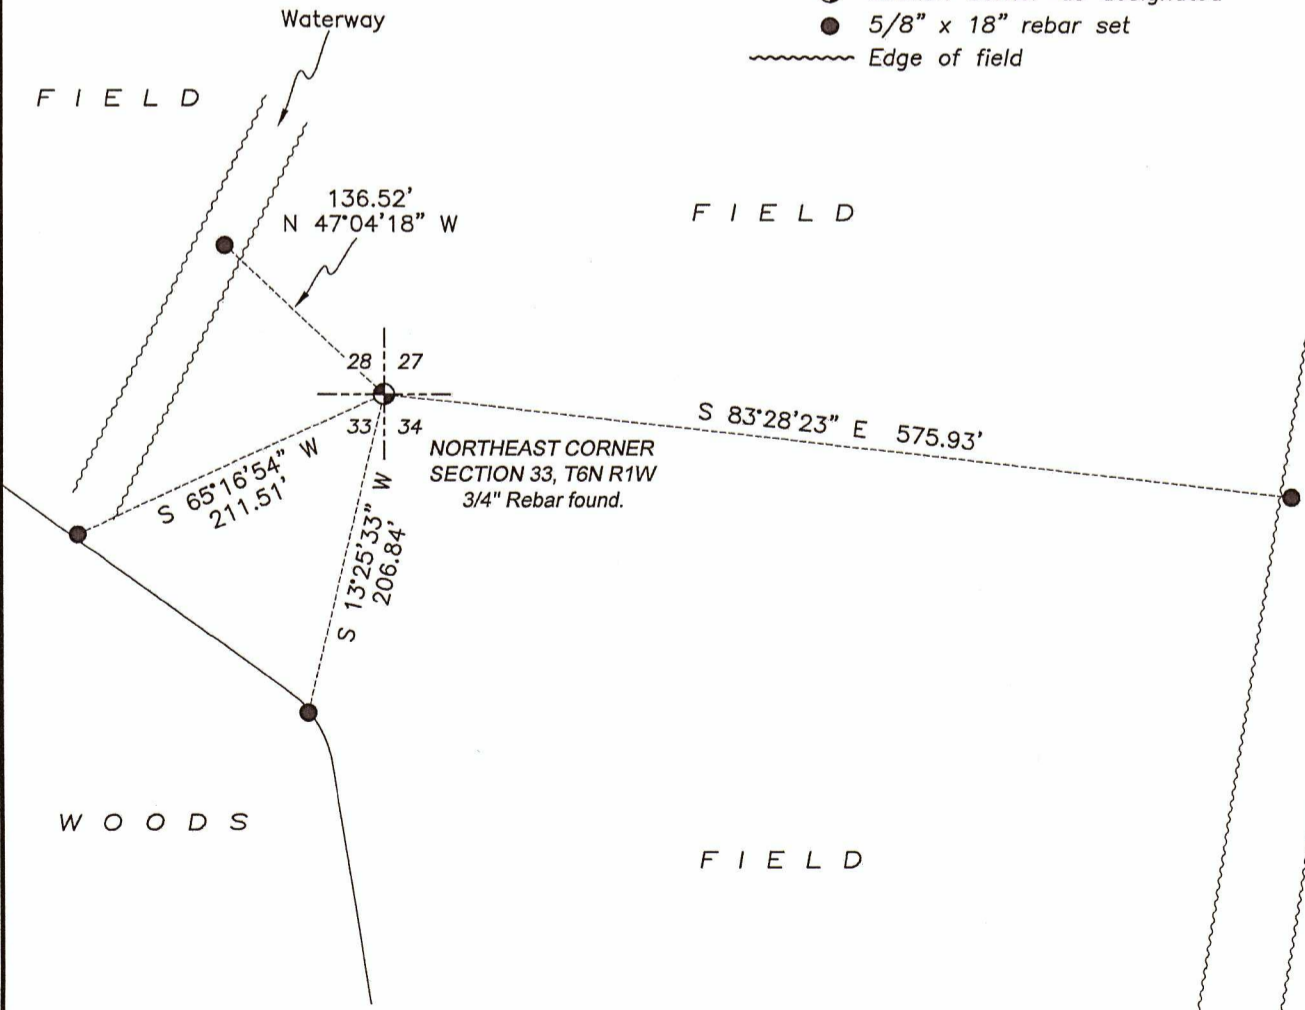 Waterway
5/8" x 18" rebar set
Edge of field
F I E L D
136.52'
N 47°04'18" W
F I E L D
28 27
33 34
S 83°28'23" E 575.93'
NORTHEAST CORNER
SECTION 33, T6N R1W
3/4" Rebar found.
S 65°16'54" W
211.51'
S 13°25'33" W
206.84'
W O O D S
F I E L D